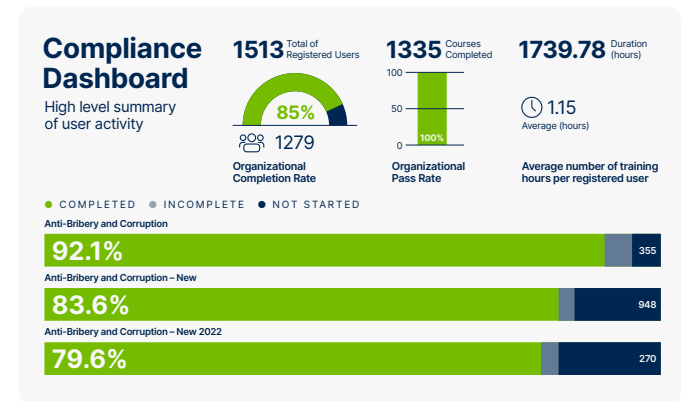 Compliance
Dashboard
High level summary
of user activity
1513 Total of
Registered Users
85%
1279
Organizational
Completion Rate
1335 Courses
Completed
100
50
0
100%
Organizational
Pass Rate
1739.78 Duration
(hours)
1.15
Average (hours)
Average number of training
hours per registered user
COMPLETED INCOMPLETE NOT STARTED
Anti-Bribery and Corruption
92.1% 355
Anti-Bribery and Corruption – New
83.6% 948
Anti-Bribery and Corruption – New 2022
79.6% 270